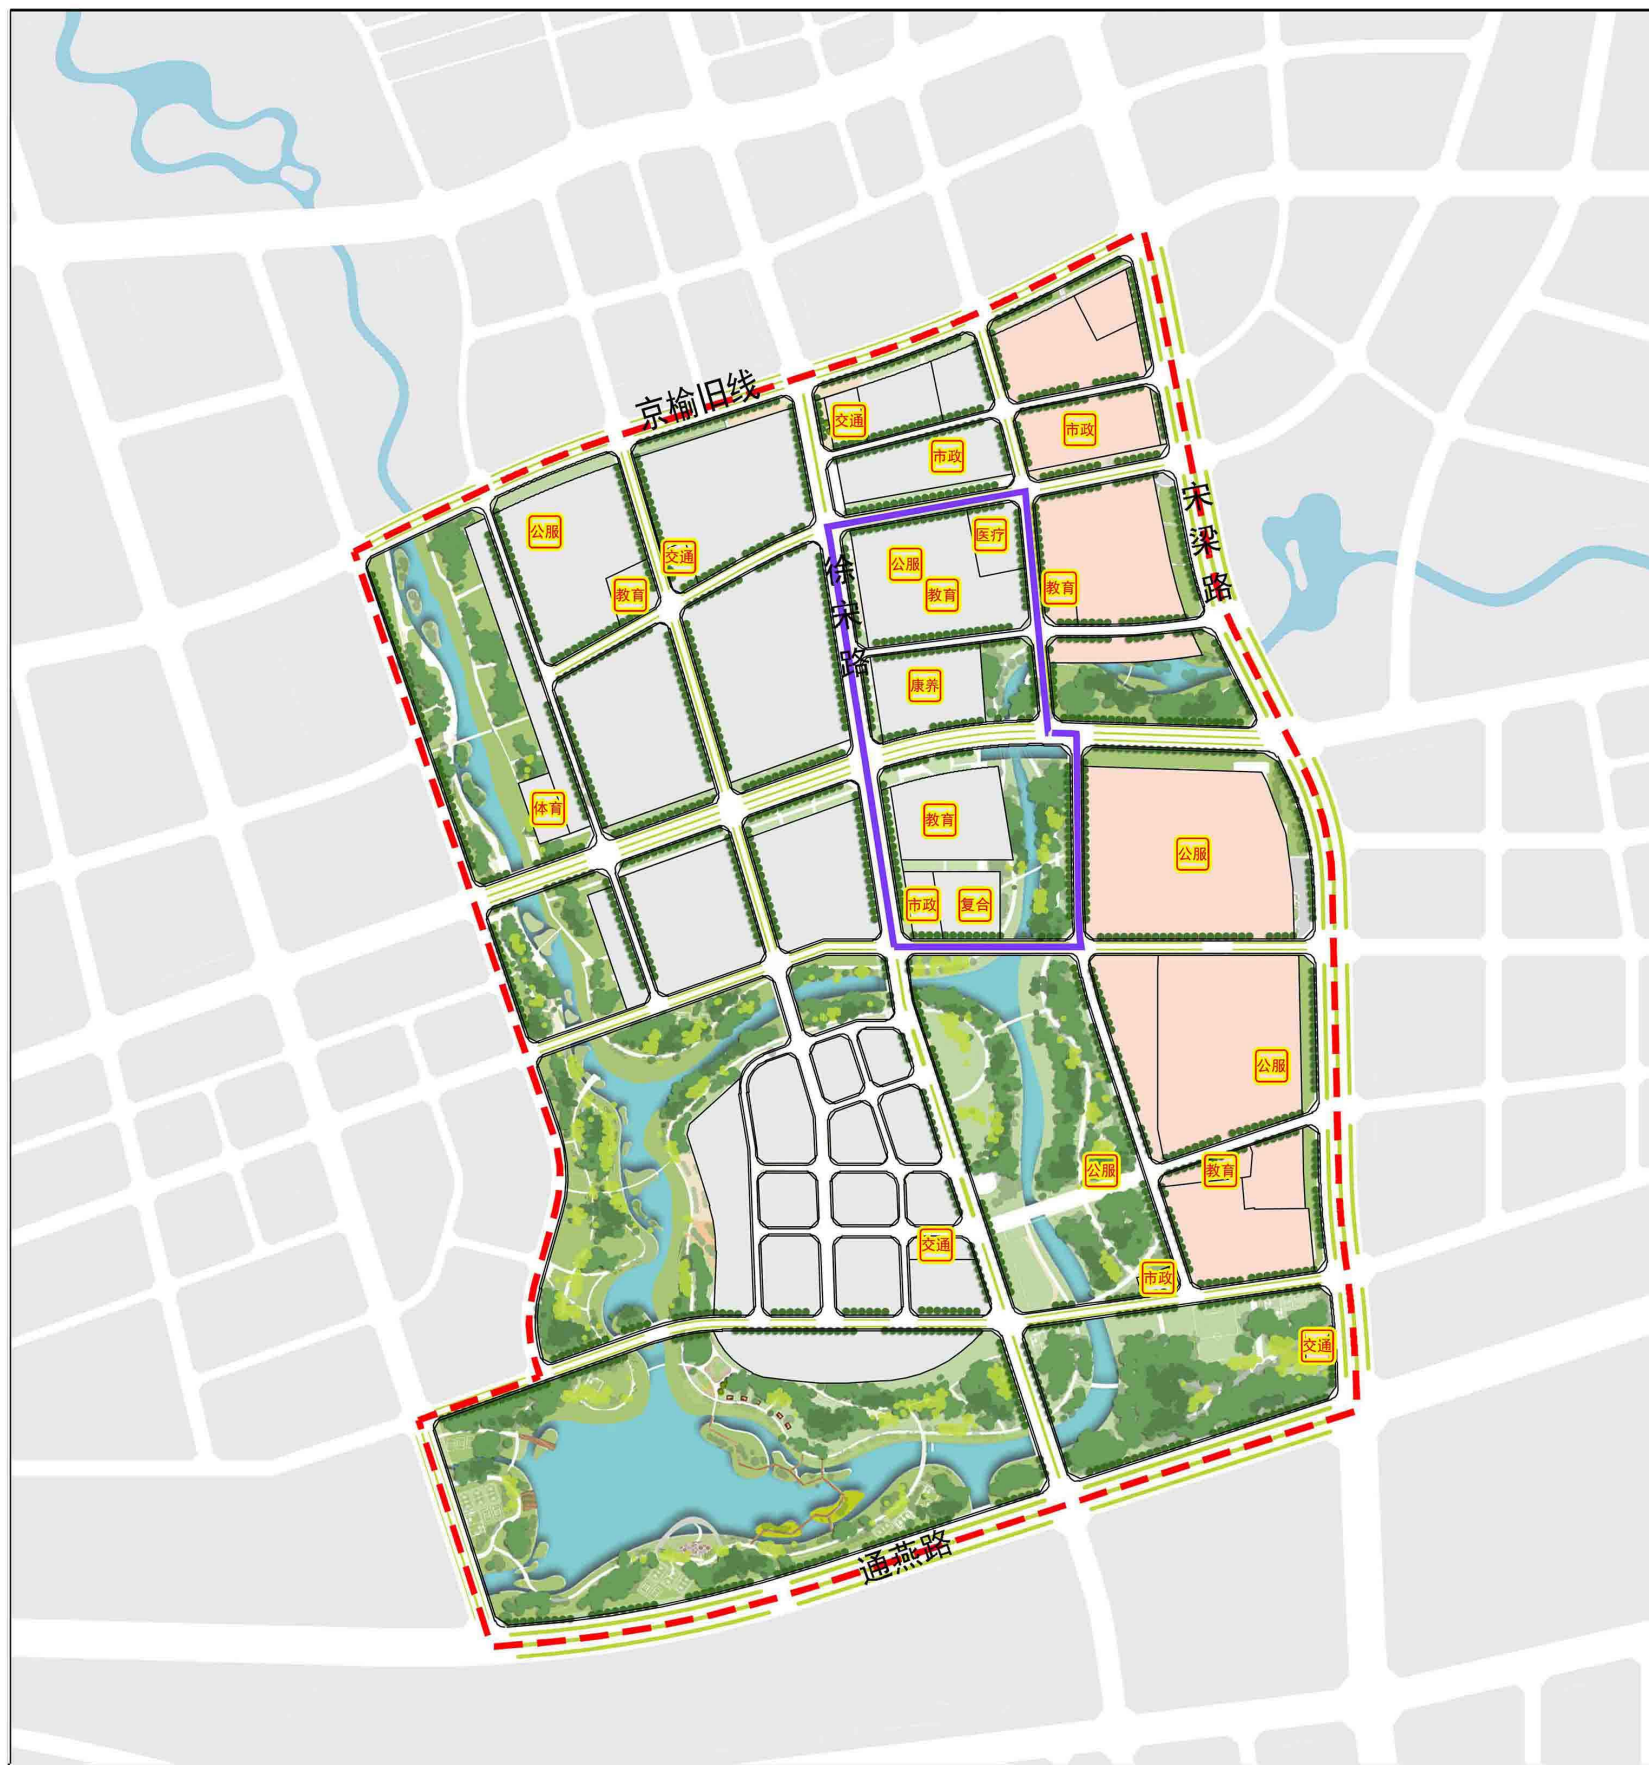 京榆旧线
交通
市政
市政
宋梁路
公服
交通
教育
医疗
公服
教育
教育
徐宋路
康养
体育
教育
公服
市政
复合
公服
公服
教育
交通
市政
交通
通燕路